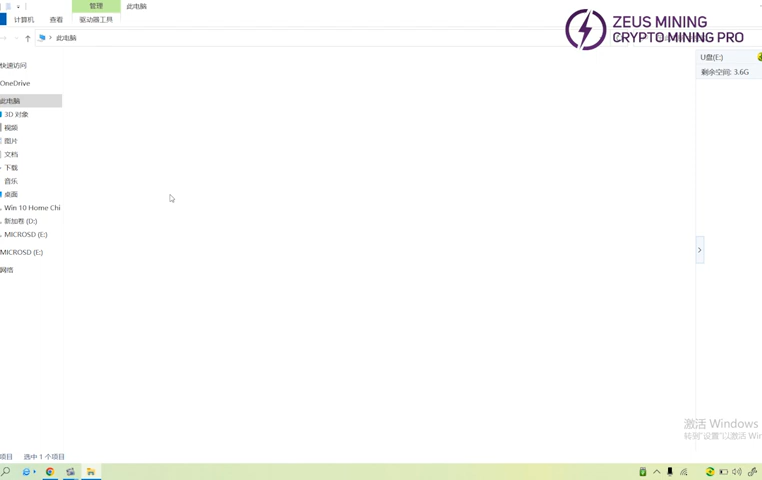 管理
此电脑
计算机
查看
驱动器工具
此电脑
ZEUS MINING
CRYPTO MINING PRO
快速访问
OneDrive
此电脑
3D 对象
视频
图片
文档
下载
音乐
桌面
Win 10 Home Chi
新加卷 (D:)
MICROSD (E:)
MICROSD (E:)
网络
U盘(E:)
剩余空间: 3.6G
激活 Windows
转到"设置"以激活 Win
项目
选中 1 个项目